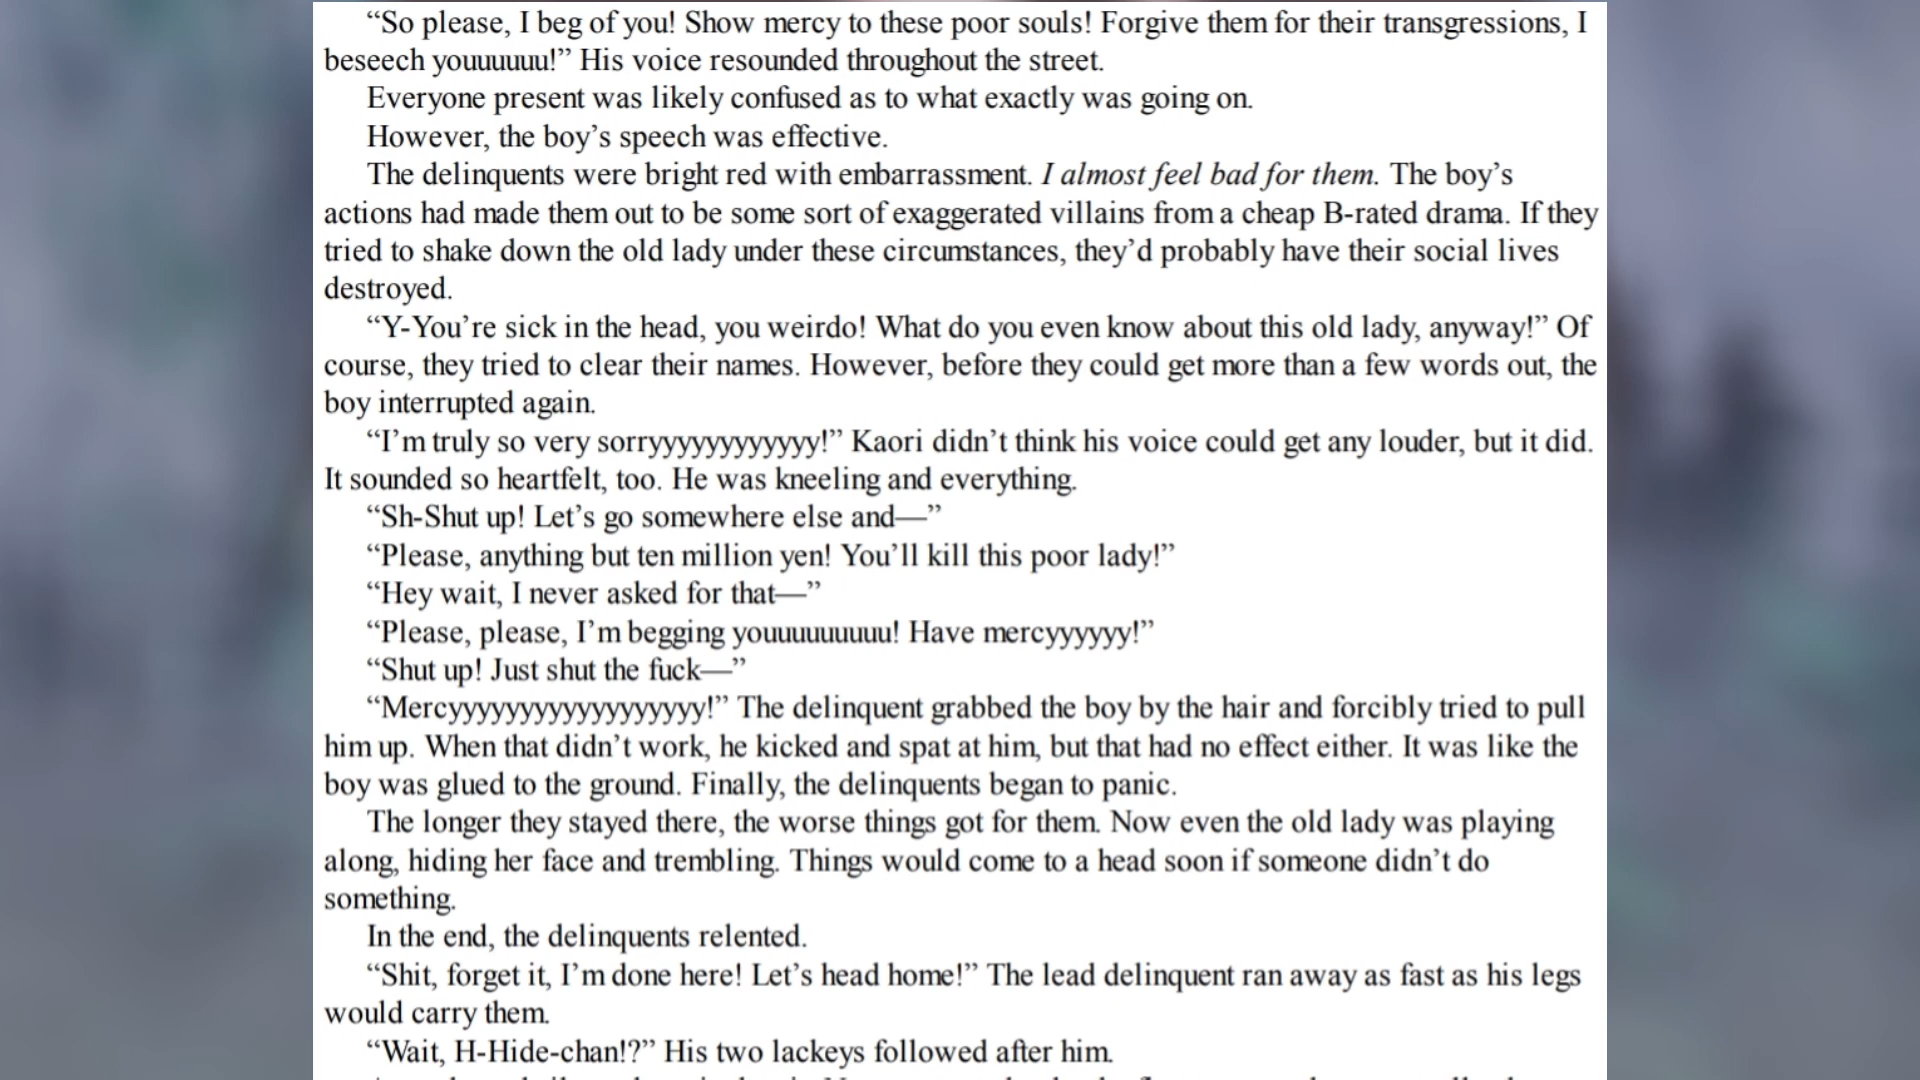 “So please, I beg of you! Show mercy to these poor souls! Forgive them for their transgressions, I
beseech youuuuuu!” His voice resounded throughout the street.
Everyone present was likely confused as to what exactly was going on.
However, the boy’s speech was effective.
The delinquents were bright red with embarrassment. I almost feel bad for them. The boy’s
actions had made them out to be some sort of exaggerated villains from a cheap B-rated drama. If they
tried to shake down the old lady under these circumstances, they’d probably have their social lives
destroyed.
“Y-You’re sick in the head, you weirdo! What do you even know about this old lady, anyway!” Of
course, they tried to clear their names. However, before they could get more than a few words out, the
boy interrupted again.
“I’m truly so very sorryyyyyyyyyyyy!” Kaori didn’t think his voice could get any louder, but it did.
It sounded so heartfelt, too. He was kneeling and everything.
“Sh-Shut up! Let’s go somewhere else and—”
“Please, anything but ten million yen! You’ll kill this poor lady!”
“Hey wait, I never asked for that—”
“Please, please, I’m begging youuuuuuuuu! Have mercyyyyyy!”
“Shut up! Just shut the fuck—”
“Mercyyyyyyyyyyyyyyyyyy!” The delinquent grabbed the boy by the hair and forcibly tried to pull
him up. When that didn’t work, he kicked and spat at him, but that had no effect either. It was like the
boy was glued to the ground. Finally, the delinquents began to panic.
The longer they stayed there, the worse things got for them. Now even the old lady was playing
along, hiding her face and trembling. Things would come to a head soon if someone didn’t do
something.
In the end, the delinquents relented.
“Shit, forget it, I’m done here! Let’s head home!” The lead delinquent ran away as fast as his legs
would carry them.
“Wait, H-Hide-chan!?” His two lackeys followed after him.